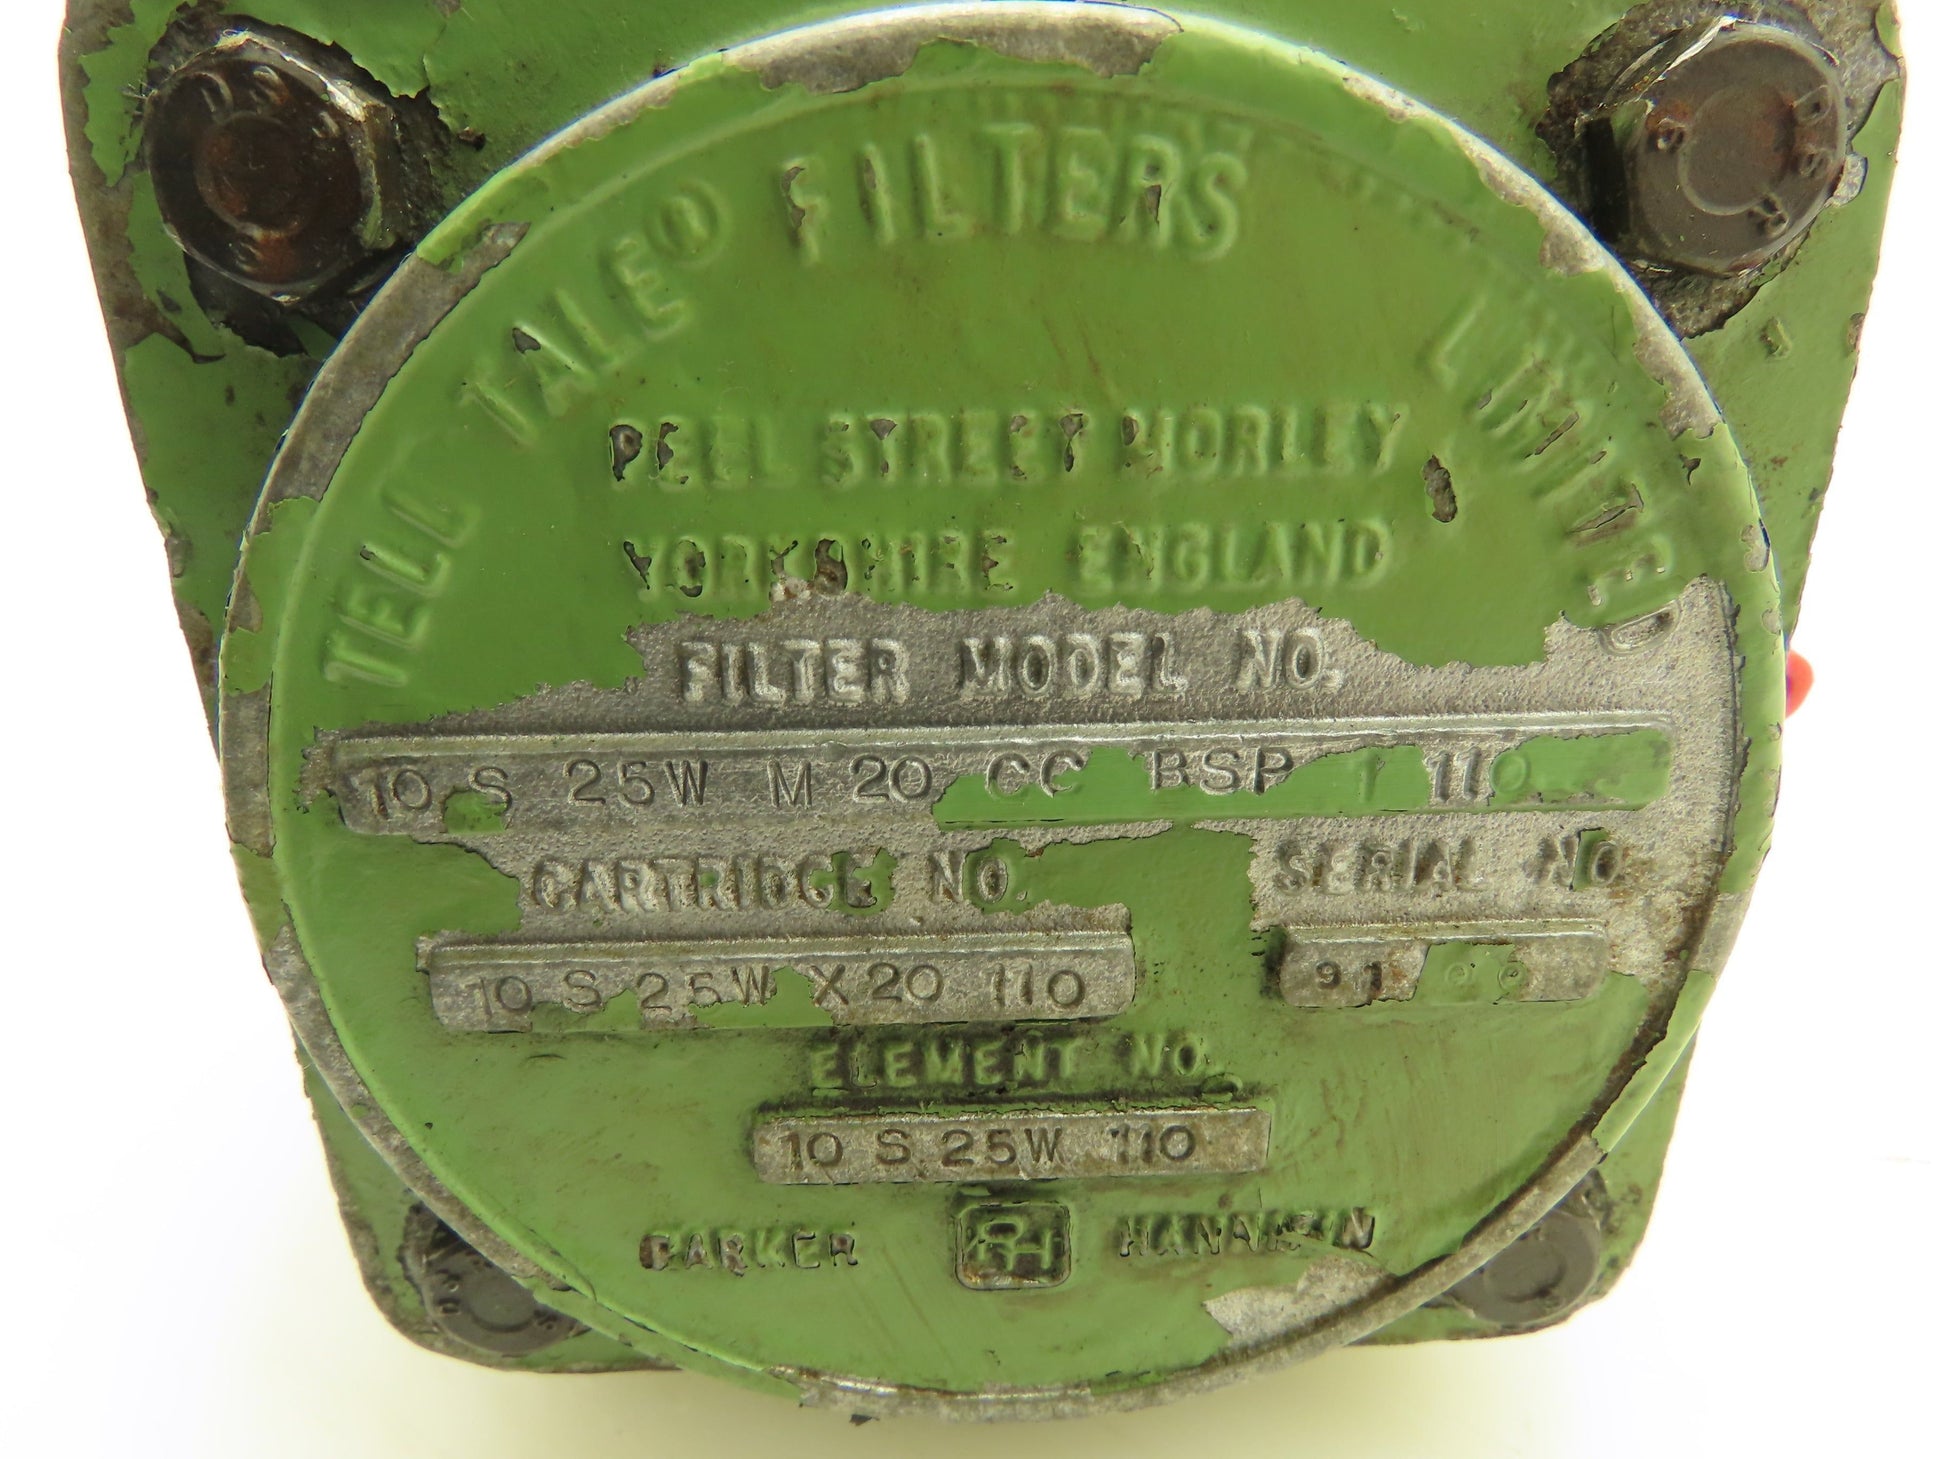 TELL TALE® FILTERS LIMITED
PEEL STREET MORLEY
YORKSHIRE ENGLAND
FILTER MODEL NO.
10 S 25W M 20 CC BSP 1 110
CARTRIDGE NO. SERIAL NO
10 S 25W X 20 110
ELEMENT NO.
10 S 25W 110
PARKER PH HANNIFIN